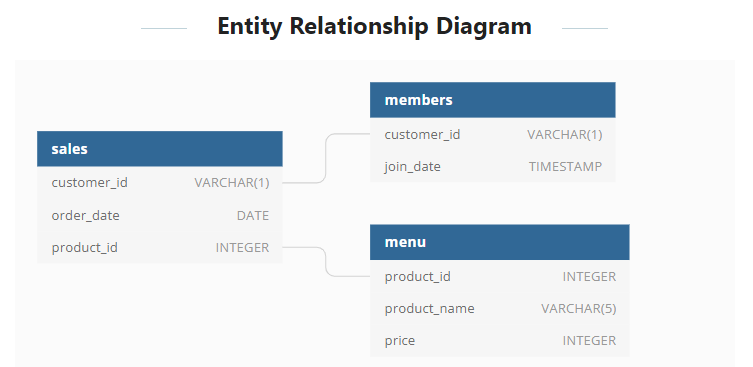 Entity Relationship Diagram
sales
customer_id VARCHAR(1)
order_date DATE
product_id INTEGER
members
customer_id VARCHAR(1)
join_date TIMESTAMP
menu
product_id INTEGER
product_name VARCHAR(5)
price INTEGER